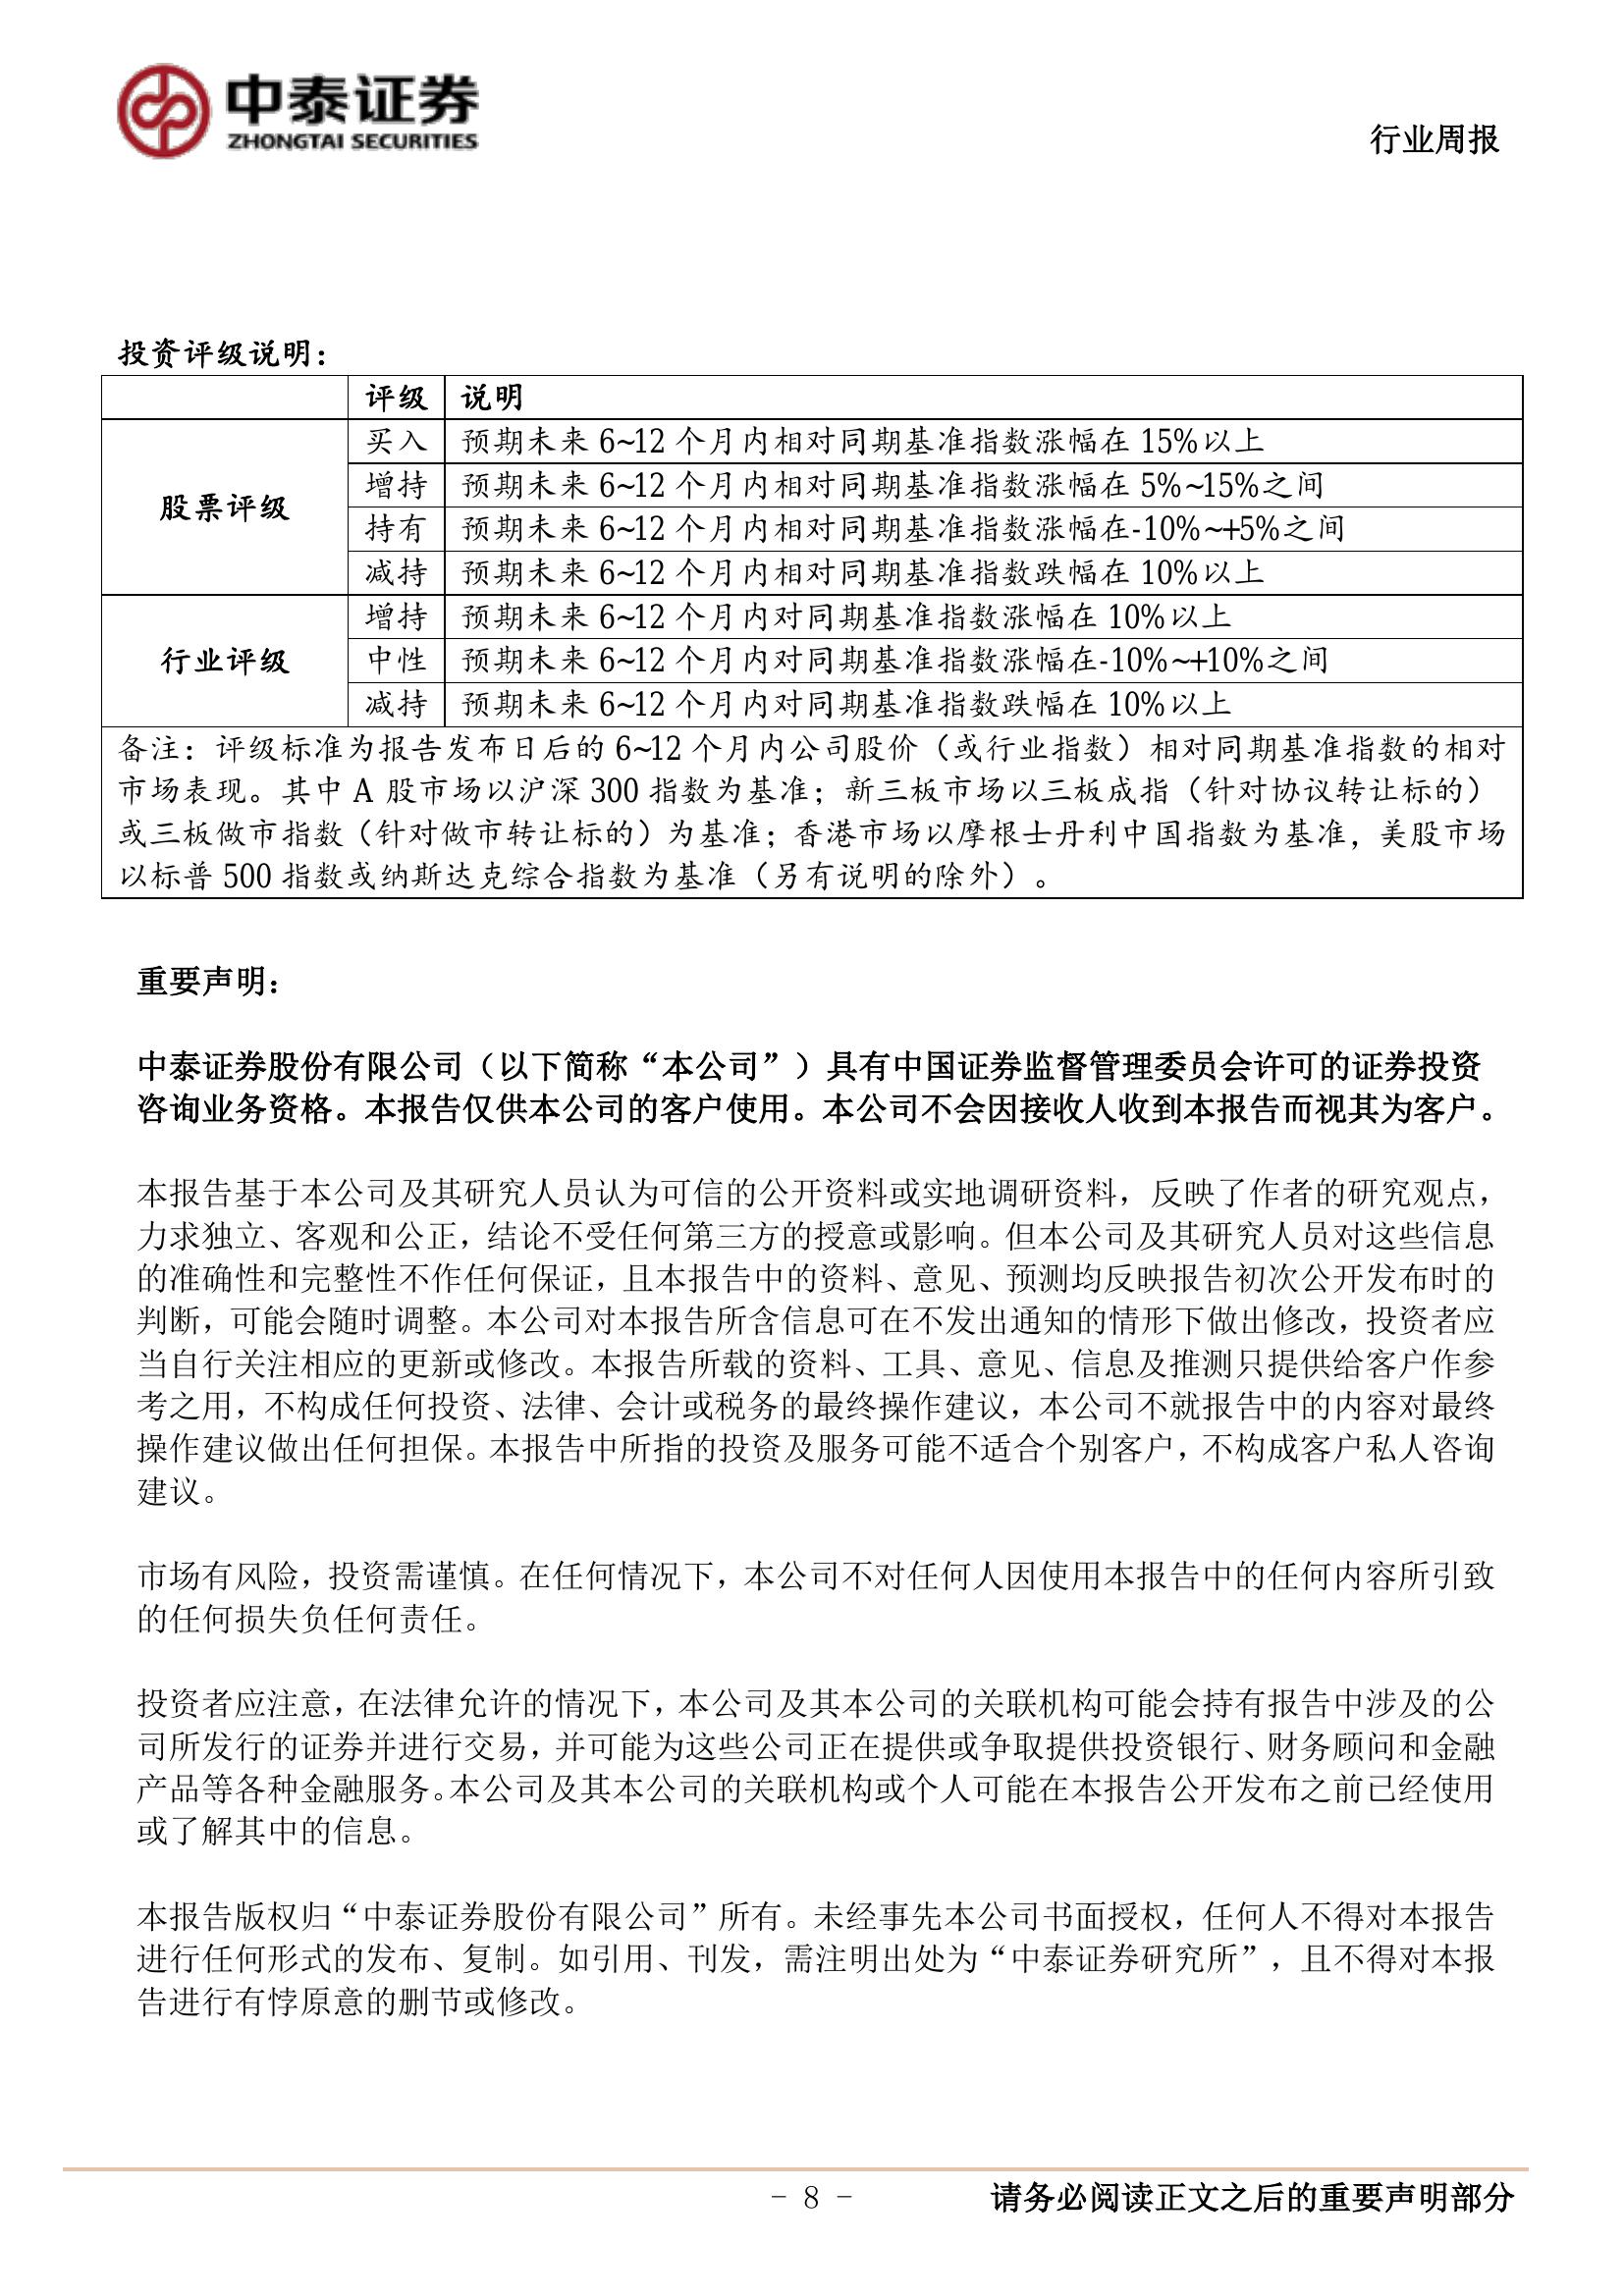 中泰证券
ZHONGTAI SECURITIES
行业周报
投资评级说明：
评级 说明
股票评级
买入 预期未来 6~12 个月内相对同期基准指数涨幅在 15%以上
增持 预期未来 6~12 个月内相对同期基准指数涨幅在 5%~15%之间
持有 预期未来 6~12 个月内相对同期基准指数涨幅在-10%~+5%之间
减持 预期未来 6~12 个月内相对同期基准指数跌幅在 10%以上
行业评级
增持 预期未来 6~12 个月内对同期基准指数涨幅在 10%以上
中性 预期未来 6~12 个月内对同期基准指数涨幅在-10%~+10%之间
减持 预期未来 6~12 个月内对同期基准指数跌幅在 10%以上
备注：评级标准为报告发布日后的 6~12 个月内公司股价（或行业指数）相对同期基准指数的相对
市场表现。其中 A 股市场以沪深 300 指数为基准；新三板市场以三板成指（针对协议转让标的）
或三板做市指数（针对做市转让标的）为基准；香港市场以摩根士丹利中国指数为基准，美股市场
以标普 500 指数或纳斯达克综合指数为基准（另有说明的除外）。
重要声明：
中泰证券股份有限公司（以下简称“本公司”）具有中国证券监督管理委员会许可的证券投资
咨询业务资格。本报告仅供本公司的客户使用。本公司不会因接收人收到本报告而视其为客户。
本报告基于本公司及其研究人员认为可信的公开资料或实地调研资料，反映了作者的研究观点，
力求独立、客观和公正，结论不受任何第三方的授意或影响。但本公司及其研究人员对这些信息
的准确性和完整性不作任何保证，且本报告中的资料、意见、预测均反映报告初次公开发布时的
判断，可能会随时调整。本公司对本报告所含信息可在不发出通知的情形下做出修改，投资者应
当自行关注相应的更新或修改。本报告所载的资料、工具、意见、信息及推测只提供给客户作参
考之用，不构成任何投资、法律、会计或税务的最终操作建议，本公司不就报告中的内容对最终
操作建议做出任何担保。本报告中所指的投资及服务可能不适合个别客户，不构成客户私人咨询
建议。
市场有风险，投资需谨慎。在任何情况下，本公司不对任何人因使用本报告中的任何内容所引致
的任何损失负任何责任。
投资者应注意，在法律允许的情况下，本公司及其本公司的关联机构可能会持有报告中涉及的公
司所发行的证券并进行交易，并可能为这些公司正在提供或争取提供投资银行、财务顾问和金融
产品等各种金融服务。本公司及其本公司的关联机构或个人可能在本报告公开发布之前已经使用
或了解其中的信息。
本报告版权归“中泰证券股份有限公司”所有。未经事先本公司书面授权，任何人不得对本报告
进行任何形式的发布、复制。如引用、刊发，需注明出处为“中泰证券研究所”，且不得对本报
告进行有悖原意的删节或修改。
- 8 -
请务必阅读正文之后的重要声明部分